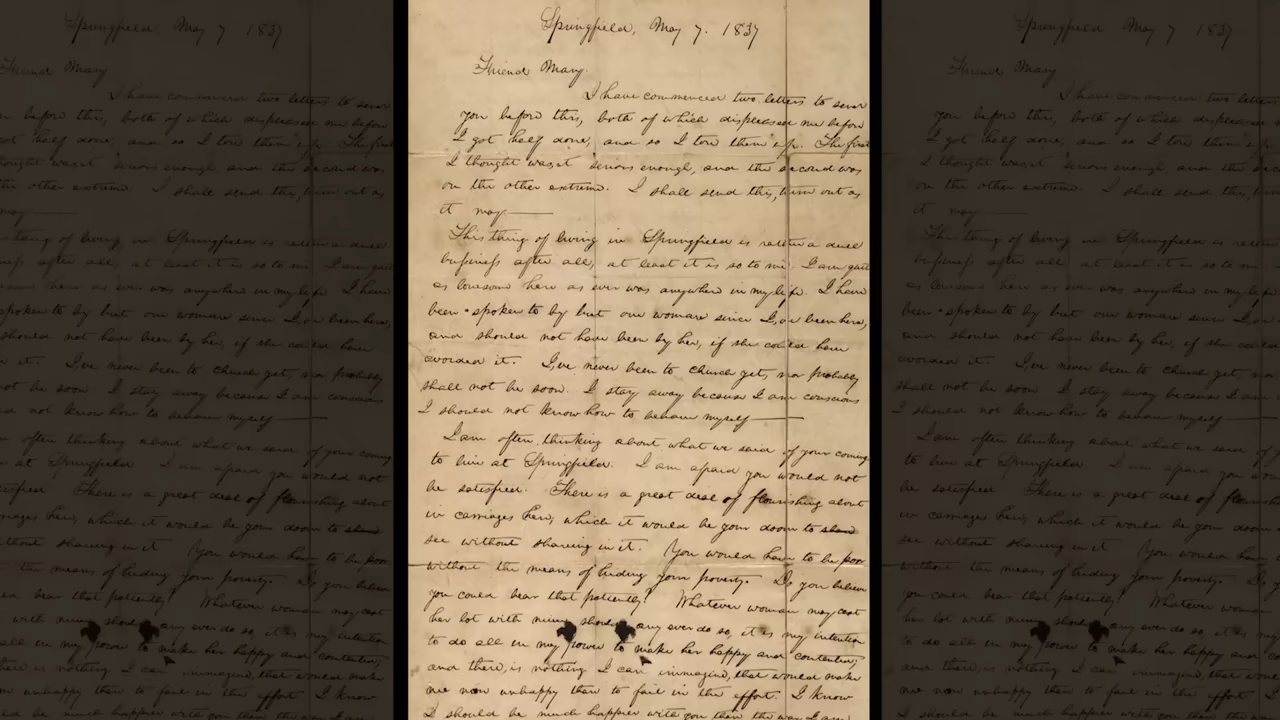 Springfield, May 7. 1837
Friend Mary.
I have commenced two letters to send
you before this, both of which displeased me before
I got half done, and so I tore them up. The first
I thought wasnt serious enough, and the second was
on the other extreme. I shall send this, turn out as
it may
This thing of living in Springfield is rather a dull
business after all, at least it is so to me. I am quite
as lonesome here as ever was anywhere in my life. I have
been spoken to by but one woman since I've been here,
and should not have been by her, if she could have
avoided it. I've never been to church yet, nor probably
shall not be soon. I stay away because I am conscious
I should not know how to behave myself
I am often thinking about what we said of your coming
to live at Springfield. I am afraid you would not
be satisfied. There is a great deal of flourishing about
in carriages here, which it would be your doom to
see without sharing in it. You would have to be poor
without the means of hiding your poverty. Do you believe
you could bear that patiently? Whatever woman may cast
her lot with mine, should any ever do so, it is my intention
to do all in my power to make her happy and contented;
and there is nothing I can immagine, that would make
me more unhappy than to fail in the effort. I know
I should be much happier with you than the way I am